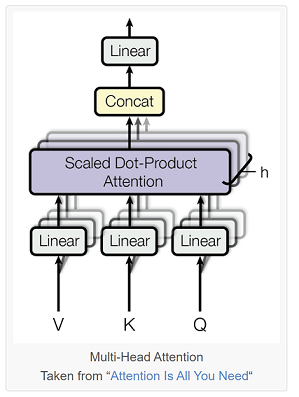 Linear
Concat
Scaled Dot-Product
Attention
h
Linear Linear Linear
V K Q
Multi-Head Attention
Taken from “Attention Is All You Need“